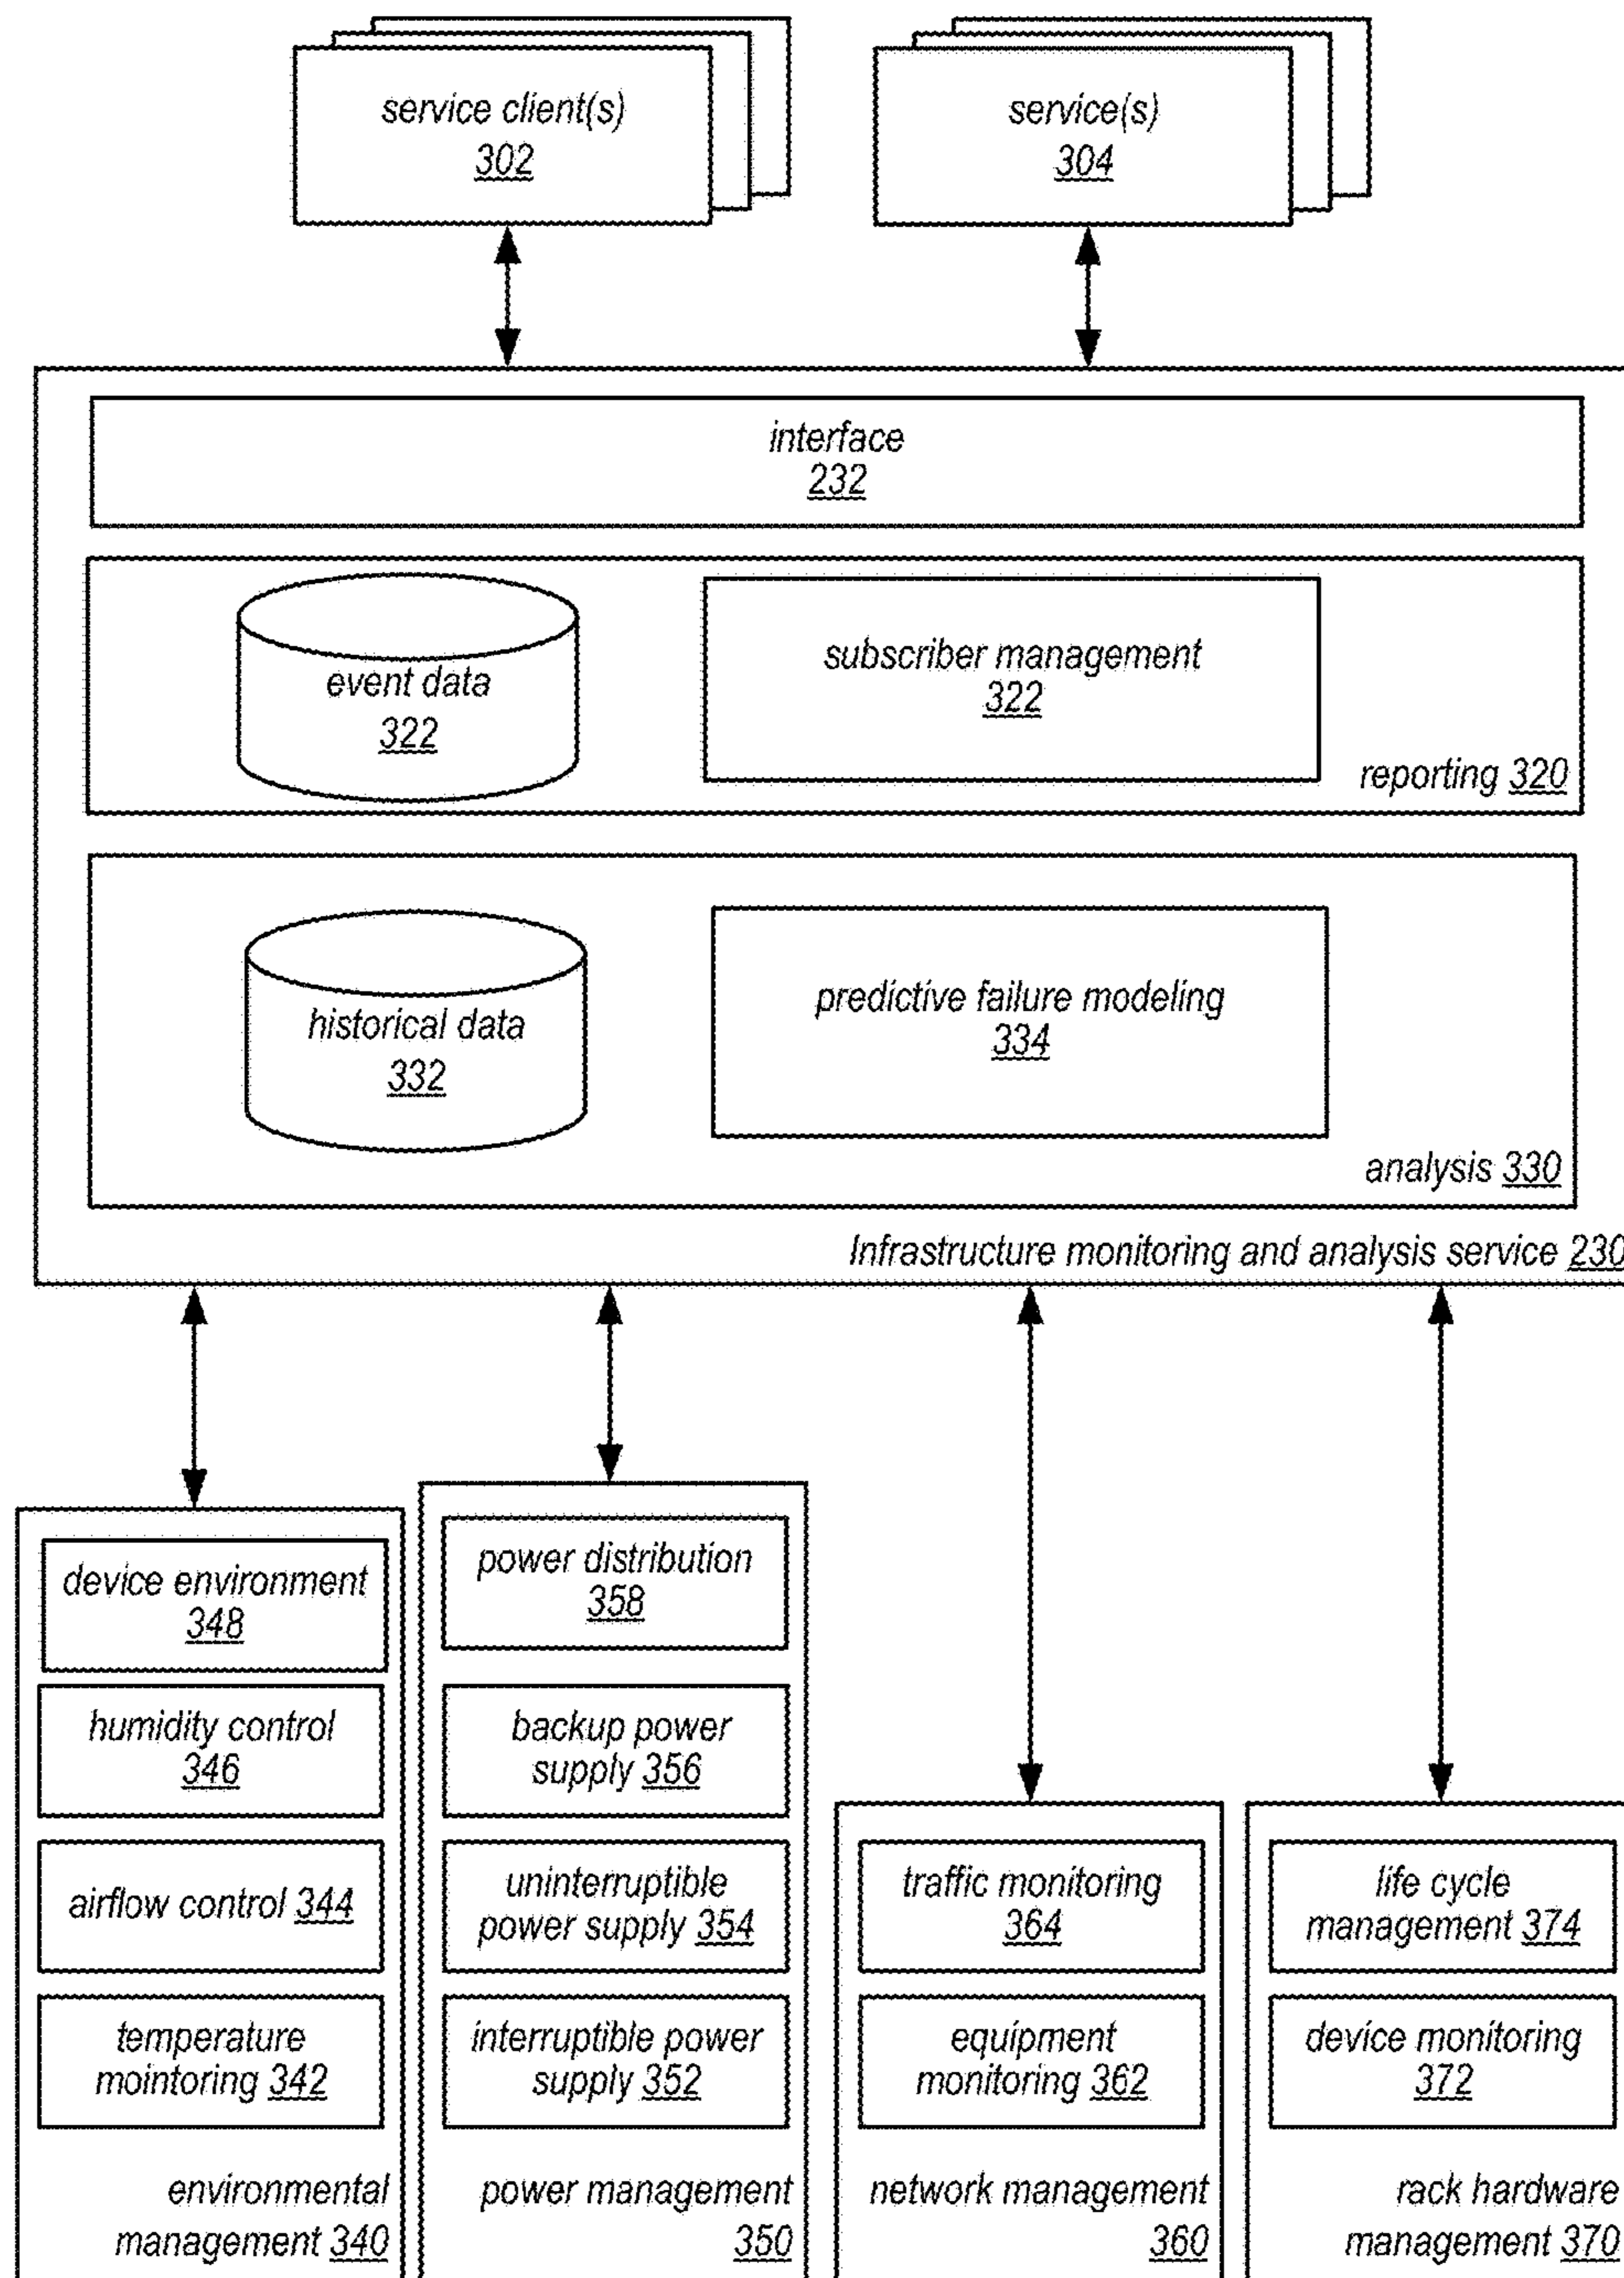 service client(s)
302
service(s)
304
interface
232
event data
322
subscriber management
322
reporting 320
historical data
332
predictive failure modeling
334
analysis 330
Infrastructure monitoring and analysis service 230
device environment
348
humidity control
346
airflow control 344
temperature
mointoring 342
environmental
management 340
power distribution
358
backup power
supply 356
uninterruptible
power supply 354
interruptible power
supply 352
power management
350
traffic monitoring
364
equipment
monitoring 362
network management
360
life cycle
management 374
device monitoring
372
rack hardware
management 370